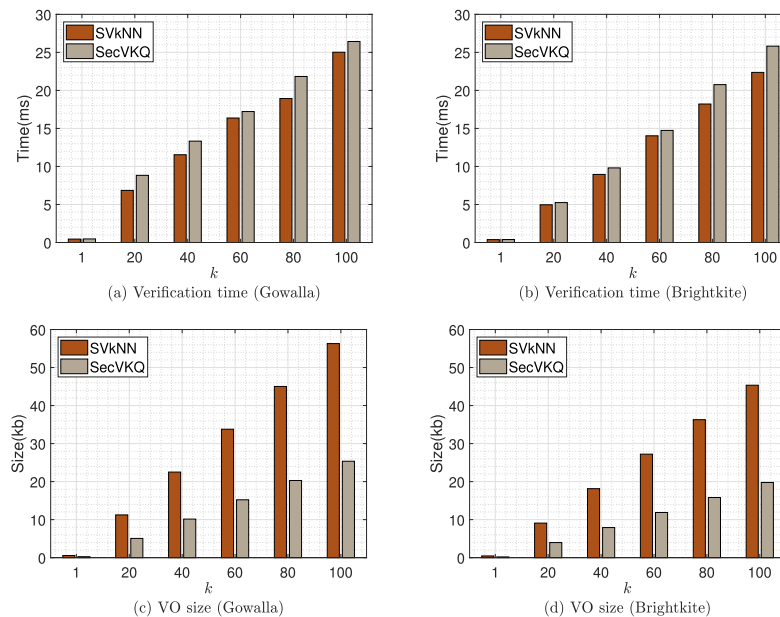 30
25
20
15
10
5
0
Time(ms)
SVkNN
SecVKQ
1 20 40 60 80 100
k
(a) Verification time (Gowalla)
30
25
20
15
10
5
0
Time(ms)
SVkNN
SecVKQ
1 20 40 60 80 100
k
(b) Verification time (Brightkite)
60
50
40
30
20
10
0
Size(kb)
SVkNN
SecVKQ
1 20 40 60 80 100
k
(c) VO size (Gowalla)
60
50
40
30
20
10
0
Size(kb)
SVkNN
SecVKQ
1 20 40 60 80 100
k
(d) VO size (Brightkite)